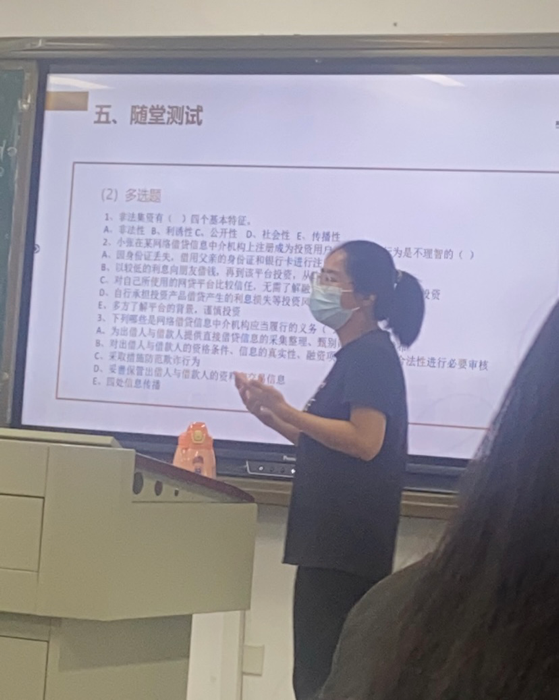 五、随堂测试
(2) 多选题
1、非法集资有（ ）四个基本特征。
A、非法性 B、利诱性 C、公开性 D、社会性 E、传播性
2、小张在某网络借贷信息中介机构上注册成为投资用户 为是不理智的（ ）
A、因身份证丢失，借用父亲的身份证和银行卡进行注
B、以较低的利息向朋友借钱，再到该平台投资，从
C、对自己所使用的网贷平台比较信任，无需了解融 投资
D、自行承担投资产品借贷产生的利息损失等投资风
E、多方了解平台的背景，谨慎投资
3、下列哪些是网络借贷信息中介机构应当履行的义务（
A、为出借人与借款人提供直接借贷信息的采集整理、甄别
B、对出借人与借款人的资格条件、信息的真实性、融资项 合法性进行必要审核
C、采取措施防范欺诈行为
D、妥善保管出借人与借款人的资料 交易信息
E、四处信息传播